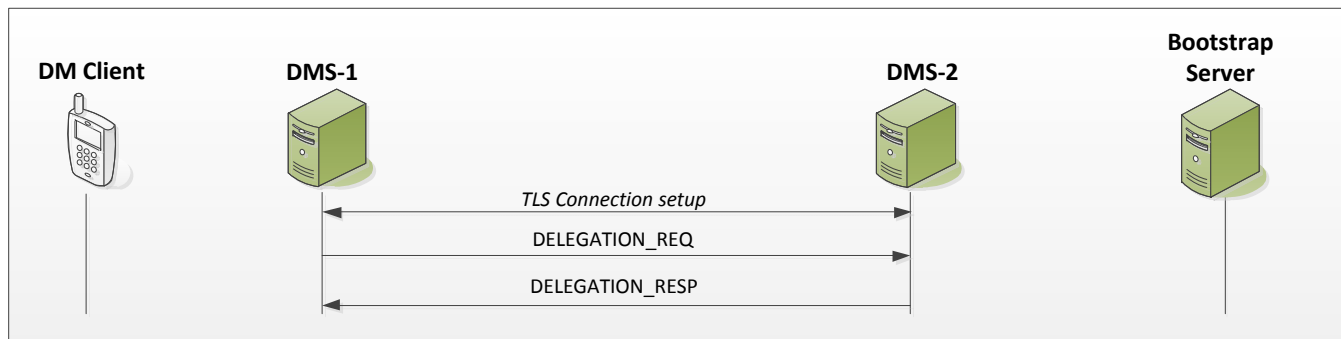 DM Client
DMS-1
DMS-2
Bootstrap
Server
TLS Connection setup
DELEGATION_REQ
DELEGATION_RESP